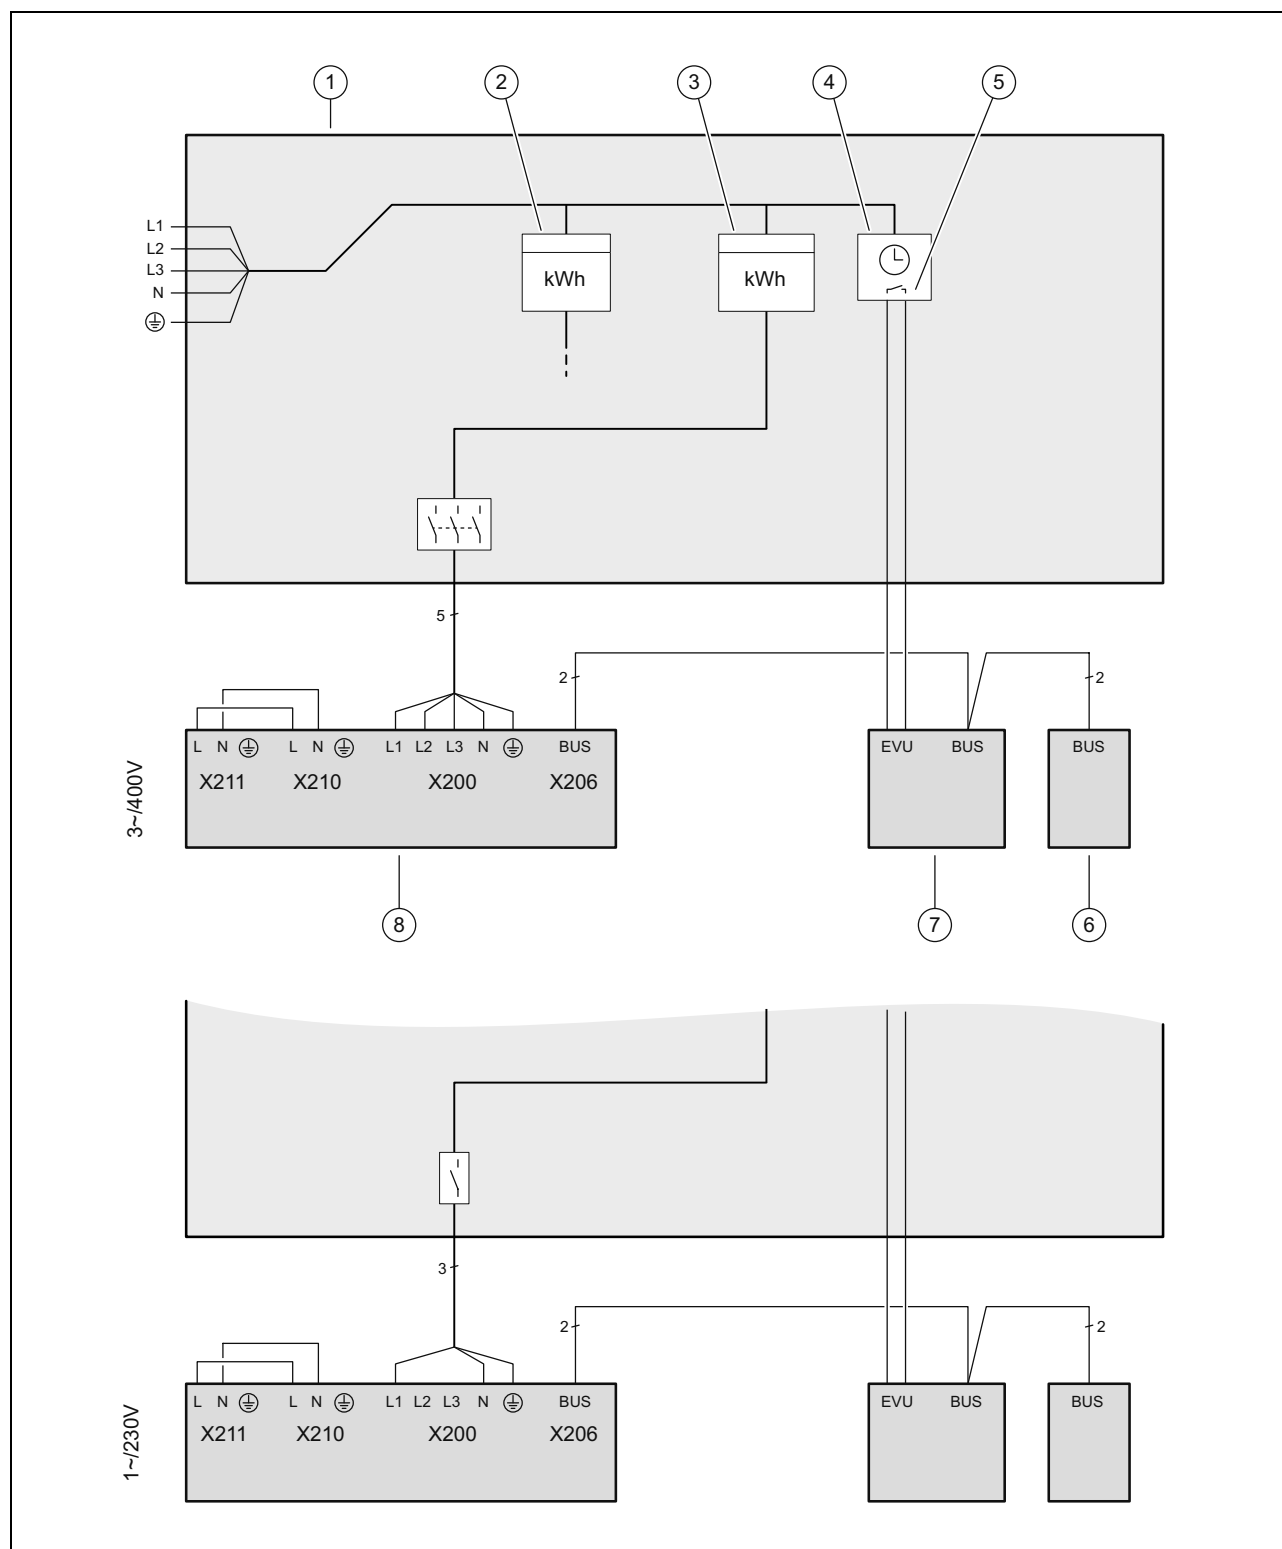 1 2 3 4 5
L1
L2
L3
N
kWh kWh
5
2 2
L N L N L1 L2 L3 N BUS EVU BUS BUS
X211 X210 X200 X206
3~/400V
8 7 6
3
2 2
L N L N L1 L2 L3 N BUS EVU BUS BUS
X211 X210 X200 X206
1~/230V